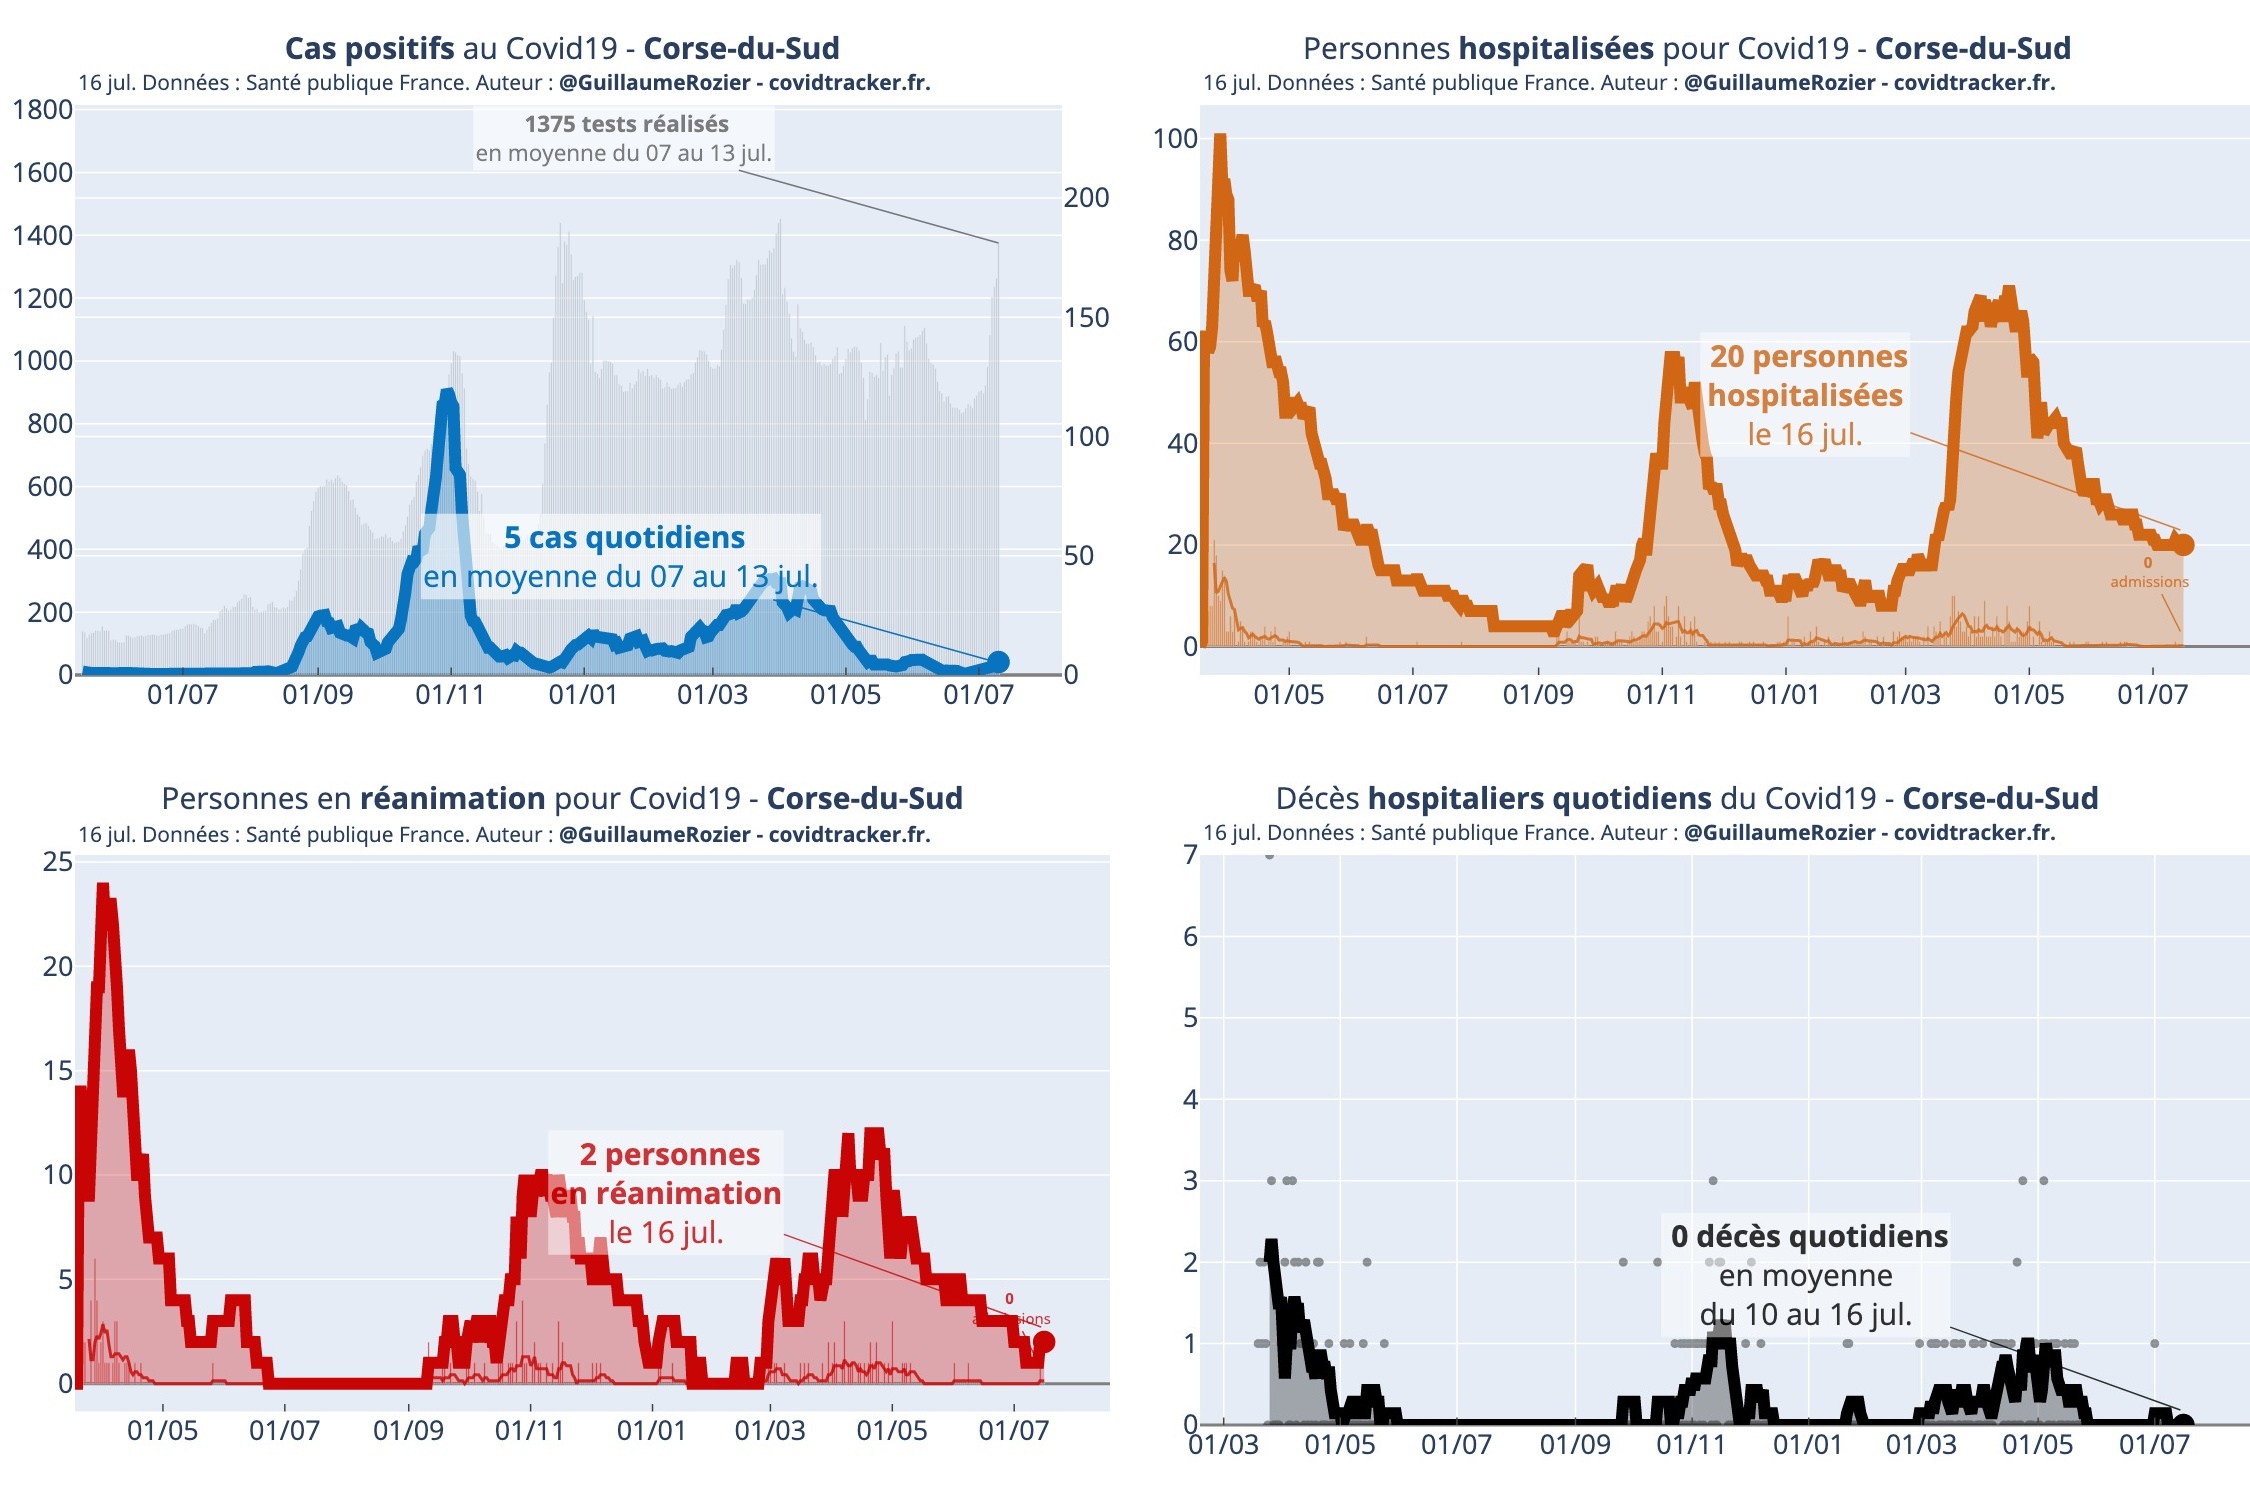 Cas positifs au Covid19 - Corse-du-Sud
16 jul. Données : Santé publique France. Auteur : @GuillaumeRozier - covidtracker.fr.
1800
1600
1400
1200
1000
800
600
400
200
0
200
150
100
50
0
1375 tests réalisés
en moyenne du 07 au 13 jul.
5 cas quotidiens
en moyenne du 07 au 13 jul.
01/07 01/09 01/11 01/01 01/03 01/05 01/07
Personnes hospitalisées pour Covid19 - Corse-du-Sud
16 jul. Données : Santé publique France. Auteur : @GuillaumeRozier - covidtracker.fr.
100
80
60
40
20
0
20 personnes
hospitalisées
le 16 jul.
0
admissions
01/05 01/07 01/09 01/11 01/01 01/03 01/05 01/07
Personnes en réanimation pour Covid19 - Corse-du-Sud
16 jul. Données : Santé publique France. Auteur : @GuillaumeRozier - covidtracker.fr.
25
20
15
10
5
0
2 personnes
en réanimation
le 16 jul.
0
admissions
01/05 01/07 01/09 01/11 01/01 01/03 01/05 01/07
Décès hospitaliers quotidiens du Covid19 - Corse-du-Sud
16 jul. Données : Santé publique France. Auteur : @GuillaumeRozier - covidtracker.fr.
7
6
5
4
3
2
1
0
0 décès quotidiens
en moyenne
du 10 au 16 jul.
01/03 01/05 01/07 01/09 01/11 01/01 01/03 01/05 01/07